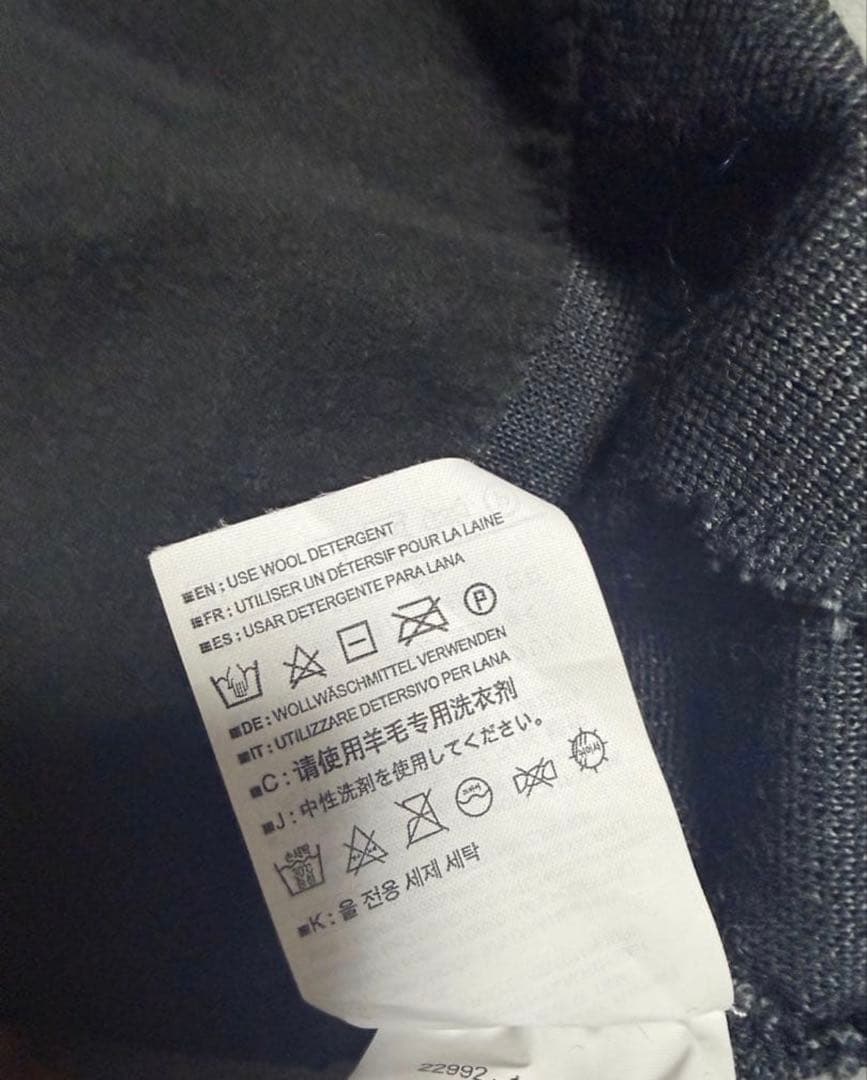 EN : USE WOOL DETERGENT
FR : UTILISER UN DÉTERSIF POUR LA LAINE
ES : USAR DETERGENTE PARA LANA
P
DE : WOLLWÄSCHMITTEL VERWENDEN
IT : UTILIZZARE DETERSIVO PER LANA
C : 请使用羊毛专用洗衣剂
J : 中性洗剤を使用してください。
K : 울 전용 세제 세탁
22992